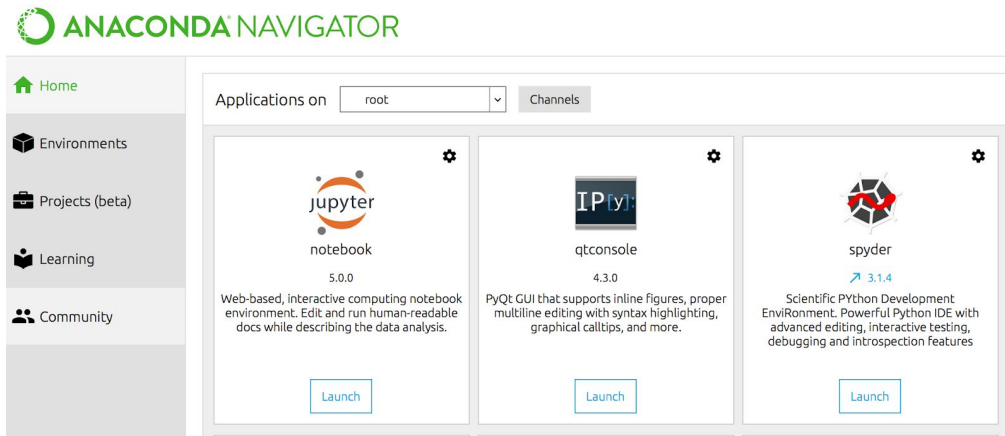 ANACONDA NAVIGATOR
Home
Environments
Projects (beta)
Learning
Community
Applications on root Channels
jupyter
notebook
5.0.0
Web-based, interactive computing notebook
environment. Edit and run human-readable
docs while describing the data analysis.
Launch
IP[y]:
qtconsole
4.3.0
PyQt GUI that supports inline figures, proper
multiline editing with syntax highlighting,
graphical calltips, and more.
Launch
spyder
3.1.4
Scientific PYthon Development
EnviRonment. Powerful Python IDE with
advanced editing, interactive testing,
debugging and introspection features
Launch